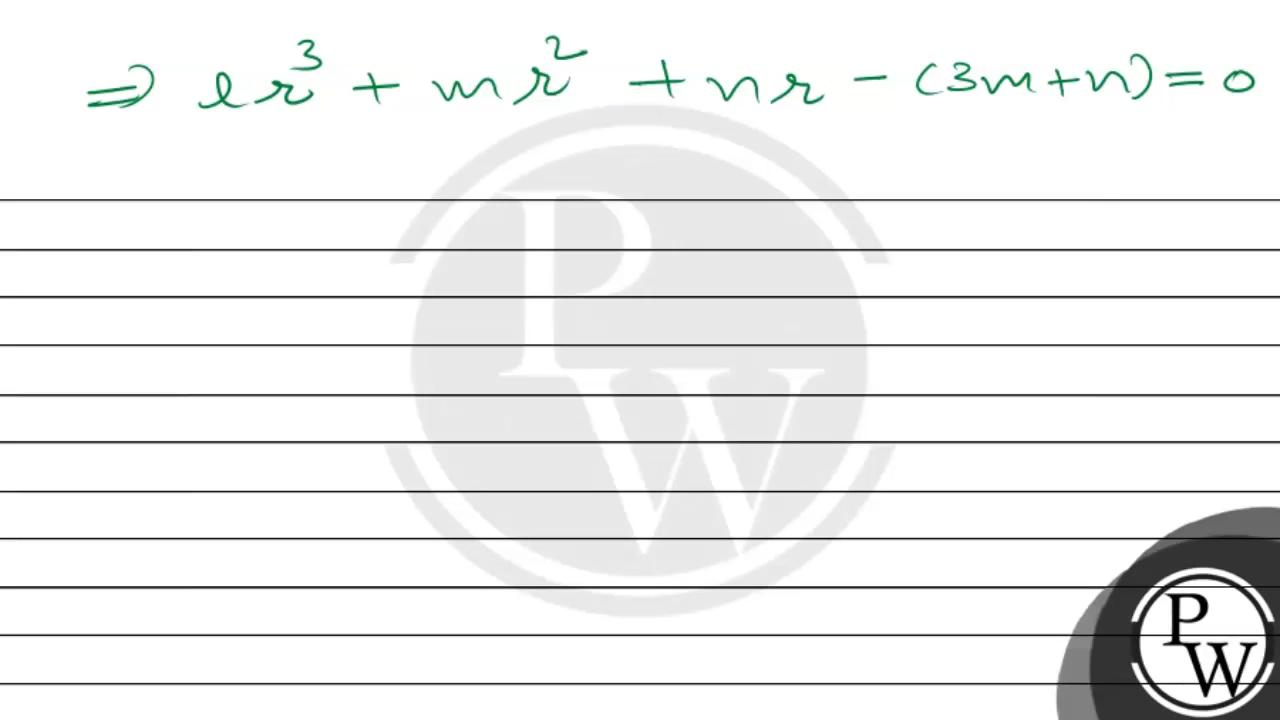 ⇒ lr³ + mr² + nr - (3m+n) = 0
P
W
P
W